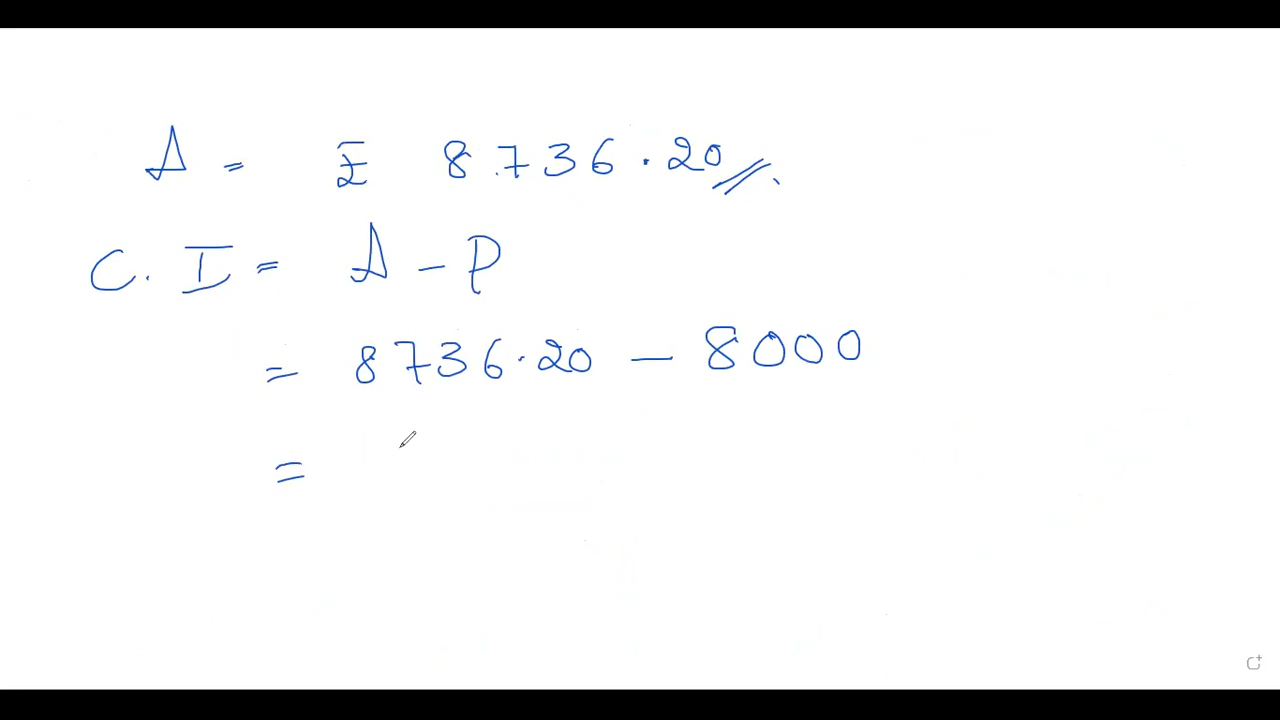 A = £ 8736.20
C. I = A - P
= 8736.20 - 8000
=